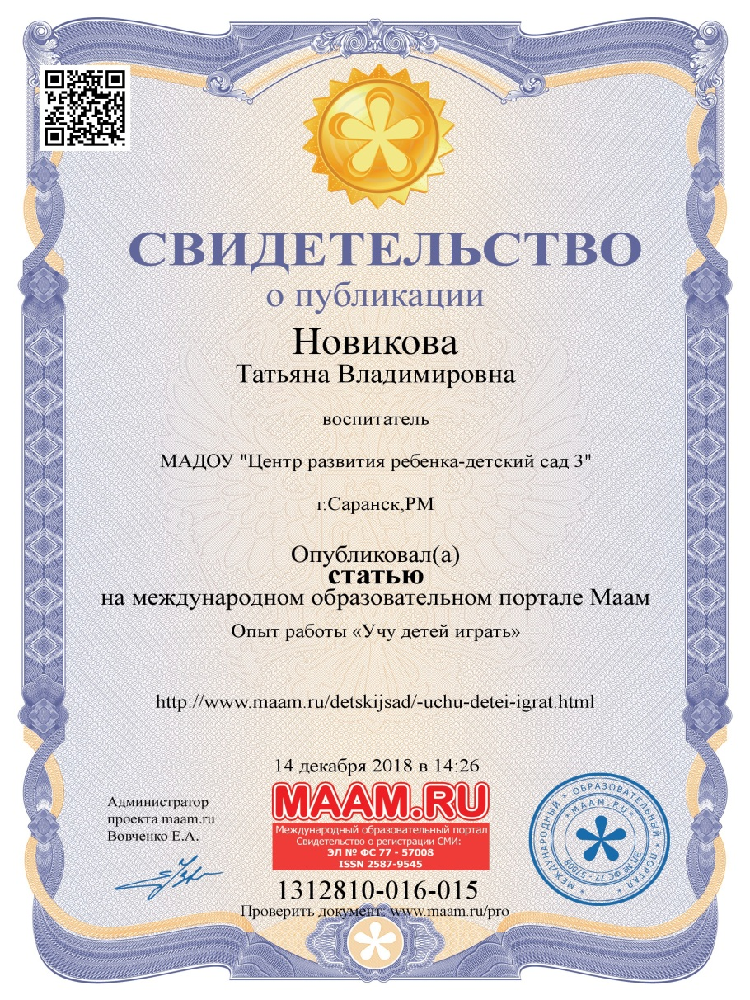 СВИДЕТЕЛЬСТВО
о публикации
Новикова
Татьяна Владимировна
воспитатель
МАДОУ "Центр развития ребенка-детский сад 3"
г.Саранск,РМ
Опубликовал(а)
статью
на международном образовательном портале Маам
Опыт работы «Учу детей играть»
http://www.maam.ru/detskijsad/-uchu-detei-igrat.html
14 декабря 2018 в 14:26
Администратор
проекта maam.ru
Вовченко Е.А.
MAAM.RU
Международный образовательный портал
Свидетельство о регистрации СМИ:
ЭЛ № ФС 77 - 57008
ISSN 2587-9545
1312810-016-015
Проверить документ: www.maam.ru/pro
* МЕЖДУНАРОДНЫЙ * ОБРАЗОВАТЕЛЬНЫЙ * ПОРТАЛ *
* MAAM.RU * ЭЛ № ФС 77 - 57008